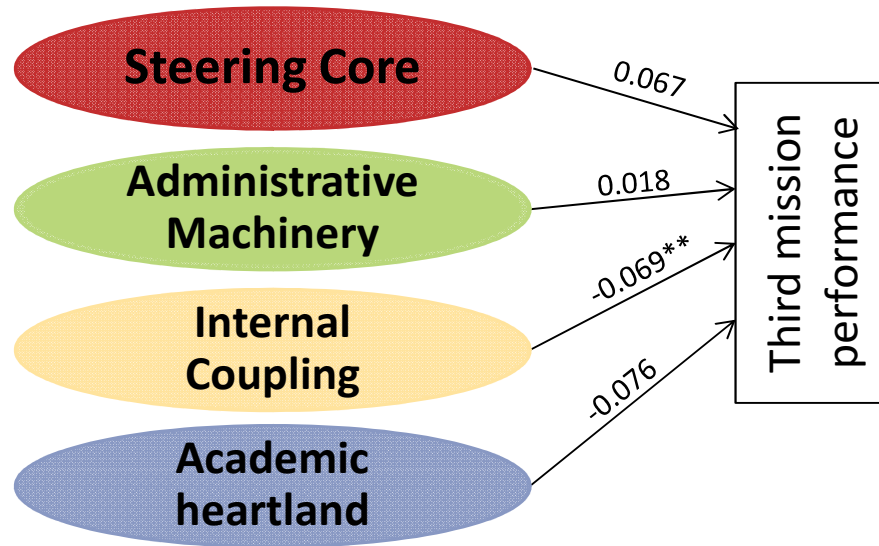 Steering Core
0.067
Administrative
Machinery
0.018
Internal
Coupling
-0.069**
Academic
heartland
-0.076
Third mission
performance